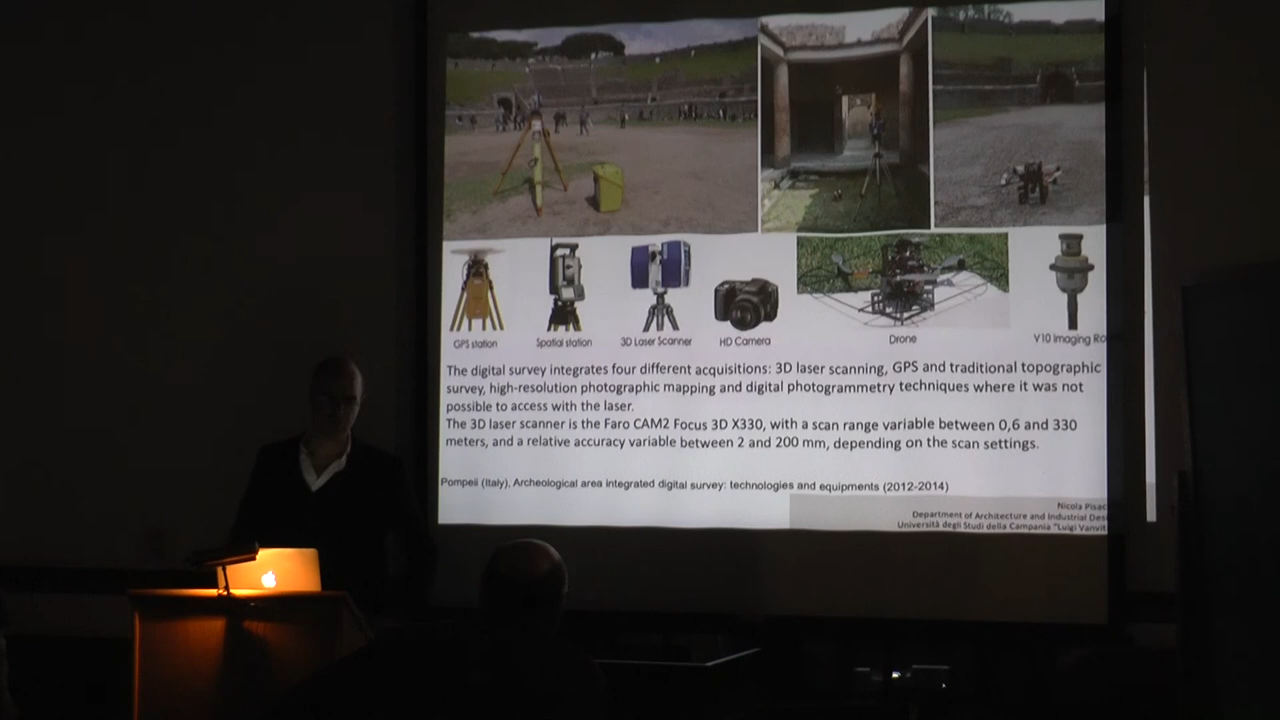 GPS station
Spatial station
3D Laser Scanner
HD Camera
Drone
V10 Imaging
The digital survey integrates four different acquisitions: 3D laser scanning, GPS and traditional topographic
survey, high-resolution photographic mapping and digital photogrammetry techniques where it was not
possible to access with the laser.
The 3D laser scanner is the Faro CAM2 Focus 3D X330, with a scan range variable between 0,6 and 330
meters, and a relative accuracy variable between 2 and 200 mm, depending on the scan settings.
Pompeii (Italy), Archeological area integrated digital survey: technologies and equipments (2012-2014)
Nicola
Department of Architecture and Industrial
Università degli Studi della Campania "Luigi